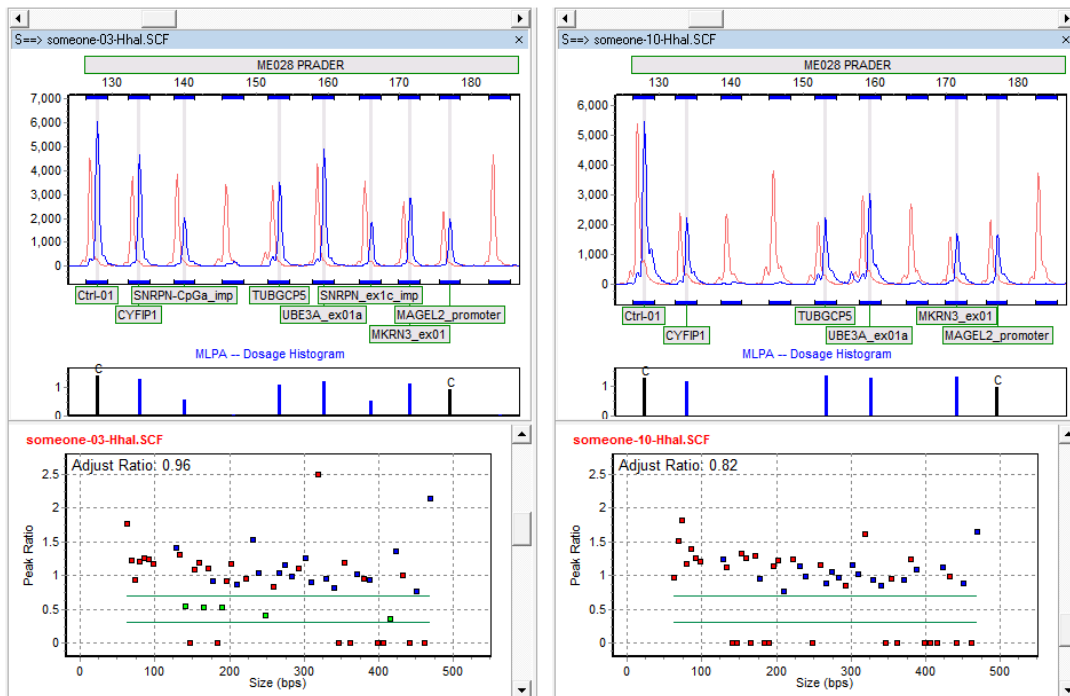 S==> someone-03-Hhal.SCF ×
ME028 PRADER
130 140 150 160 170 180
7,000
6,000
5,000
4,000
3,000
2,000
1,000
0
Ctrl-01 SNRPN-CpGa_imp TUBGCP5 SNRPN_ex1c_imp
CYFIP1 UBE3A_ex01a MAGEL2_promoter
MKRN3_ex01
MLPA -- Dosage Histogram
C C
1
0
someone-03-Hhal.SCF
Adjust Ratio: 0.96
Peak Ratio
2.5
2
1.5
1
0.5
0
0 100 200 300 400 500
Size (bps)
S==> someone-10-Hhal.SCF ×
ME028 PRADER
130 140 150 160 170 180
6,000
5,000
4,000
3,000
2,000
1,000
0
Ctrl-01 TUBGCP5 MKRN3_ex01
CYFIP1 UBE3A_ex01a MAGEL2_promoter
MLPA -- Dosage Histogram
C C
1
0
someone-10-Hhal.SCF
Adjust Ratio: 0.82
Peak Ratio
2.5
2
1.5
1
0.5
0
0 100 200 300 400 500
Size (bps)